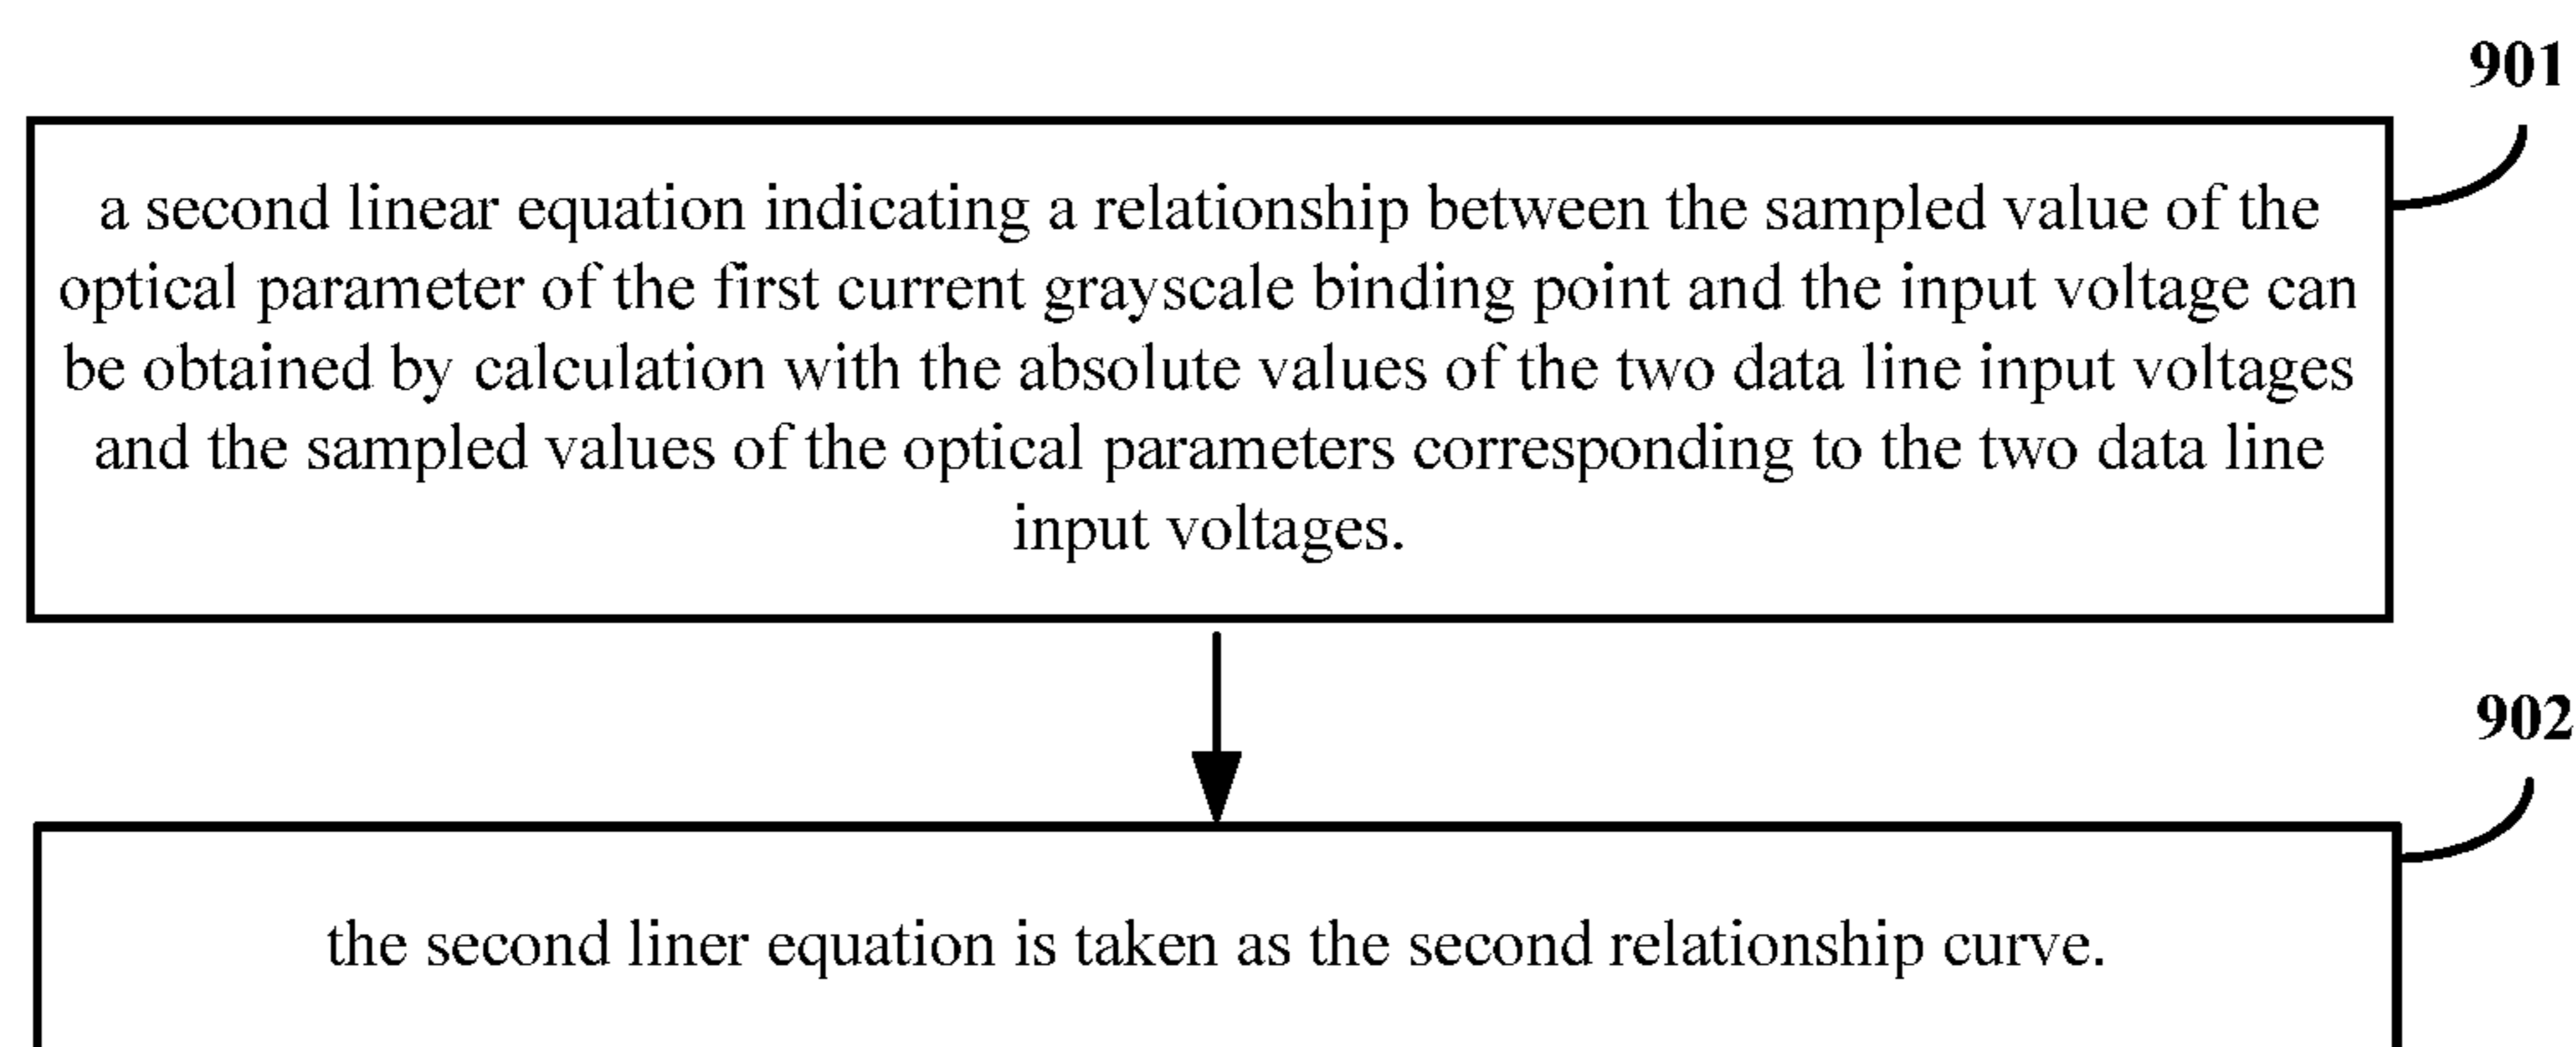 901
a second linear equation indicating a relationship between the sampled value of the
optical parameter of the first current grayscale binding point and the input voltage can
be obtained by calculation with the absolute values of the two data line input voltages
and the sampled values of the optical parameters corresponding to the two data line
input voltages.
902
the second liner equation is taken as the second relationship curve.